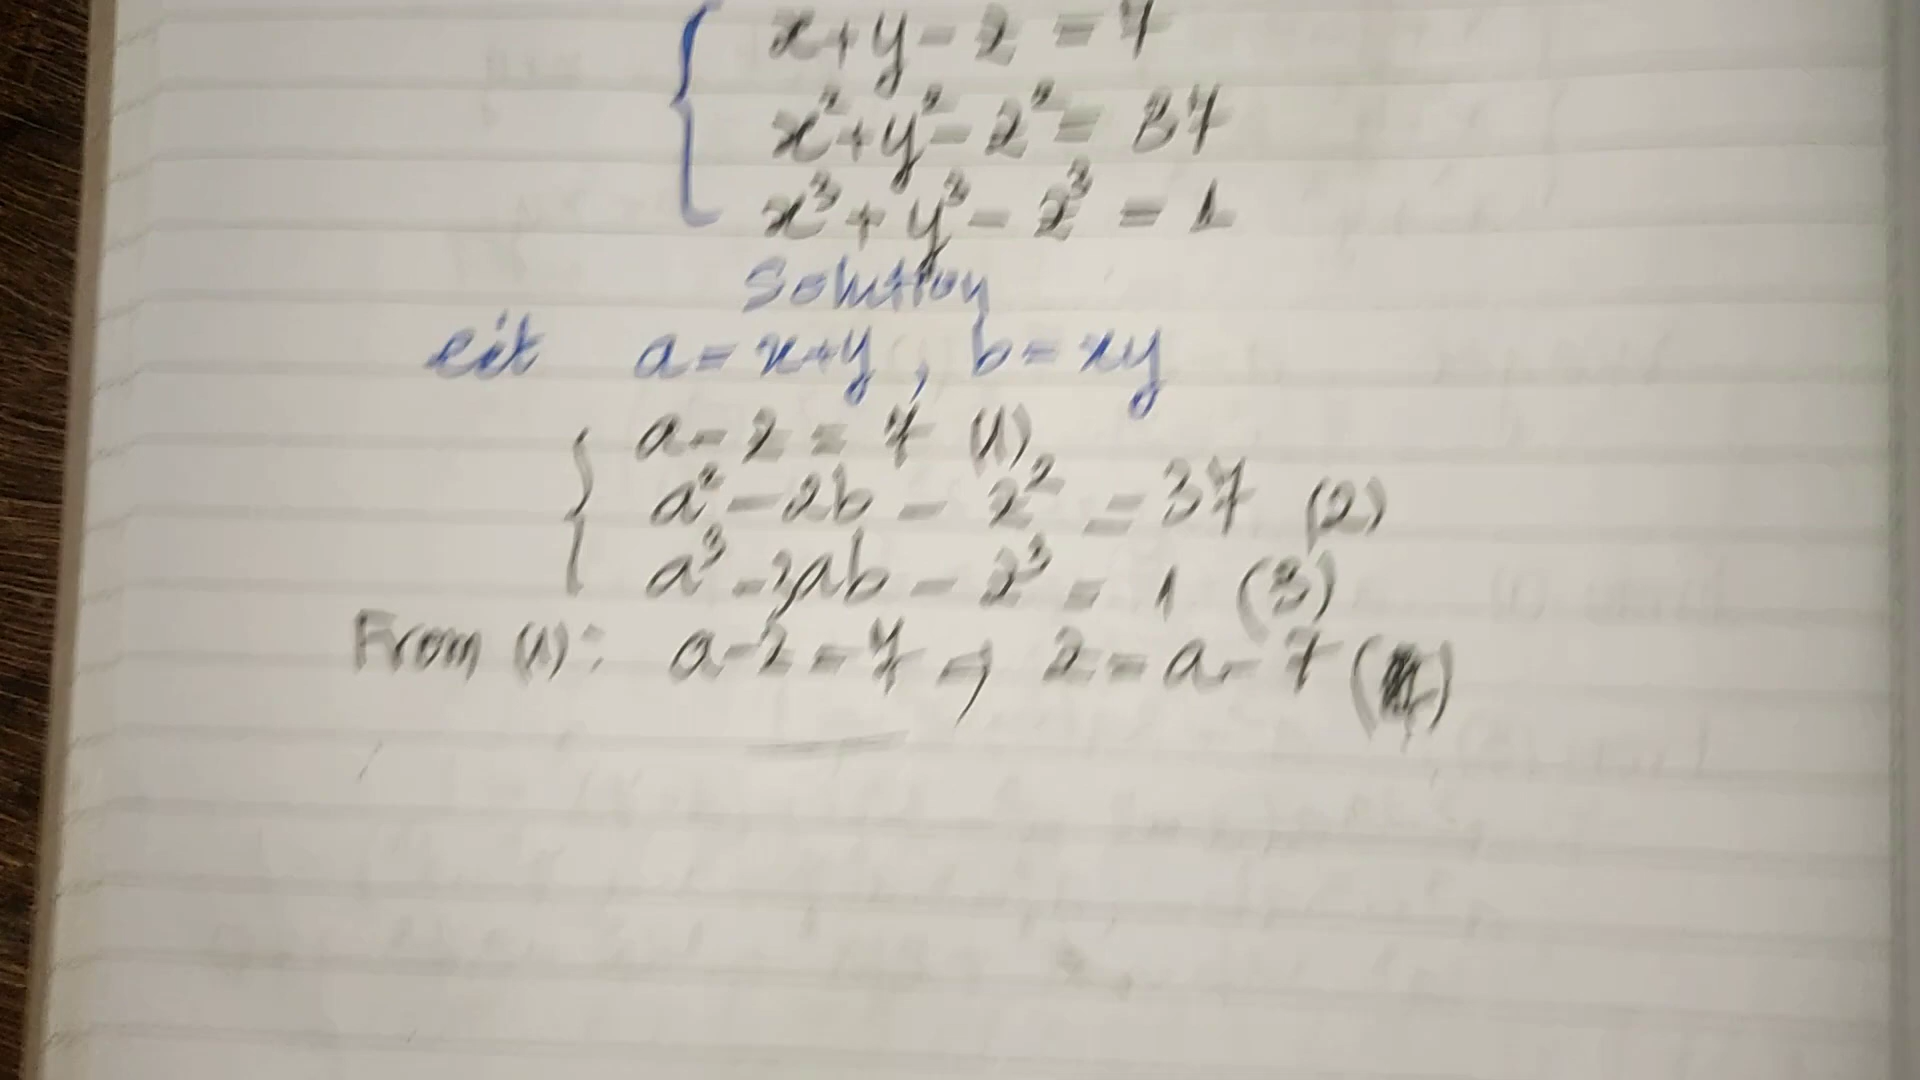 x+y-z=7
x²+y²-z²=37
x³+y³-z³=1
Solution
let a=x+y, b=xy
a-z=7 (1)
a²-2b-z²=37 (2)
a³-3ab-z³=1 (3)
From (1): a-z=7 => z=a-7 (4)